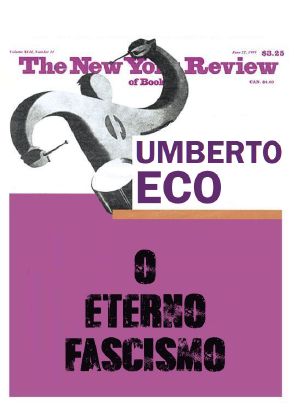 The New York Review
of Books
$3.25
UMBERTO
ECO
O
ETERNO
FASCISMO